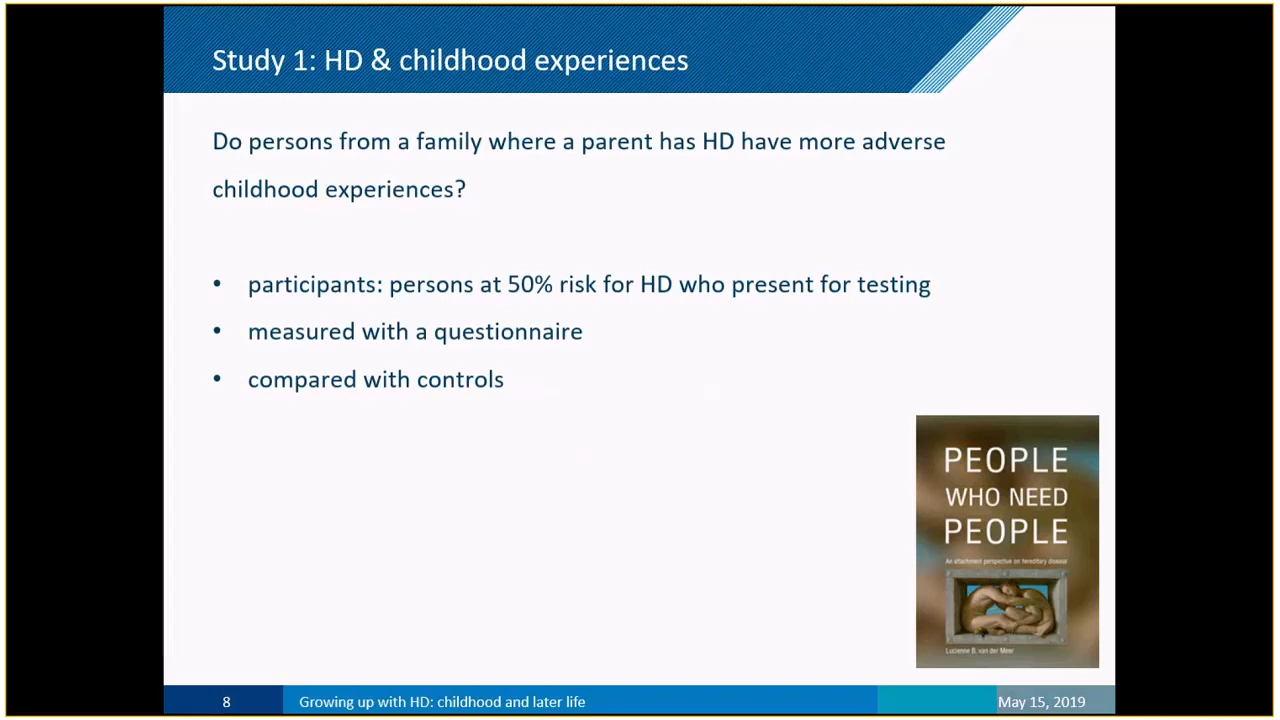 Study 1: HD & childhood experiences
Do persons from a family where a parent has HD have more adverse
childhood experiences?
• participants: persons at 50% risk for HD who present for testing
• measured with a questionnaire
• compared with controls
PEOPLE
WHO NEED
PEOPLE
An attachment perspective on hereditary disease
Lucienne B. van der Meer
8
Growing up with HD: childhood and later life
May 15, 2019